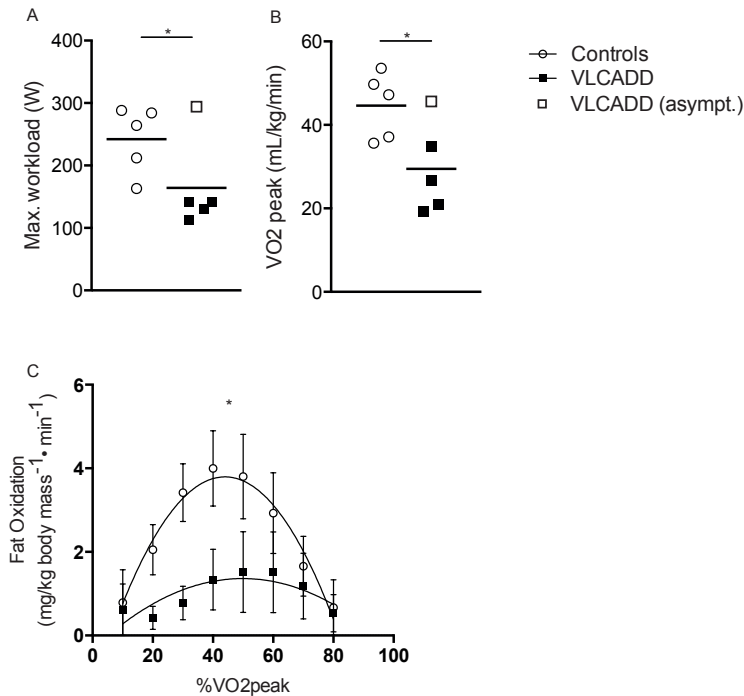 A
*
400
300
200
100
0
Max. workload (W)
B
*
60
40
20
0
VO2 peak (mL/kg/min)
Controls
VLCADD
VLCADD (asympt.)
C
*
6
4
2
0
Fat Oxidation
(mg/kg body mass⁻¹• min⁻¹)
0 20 40 60 80 100
%VO2peak